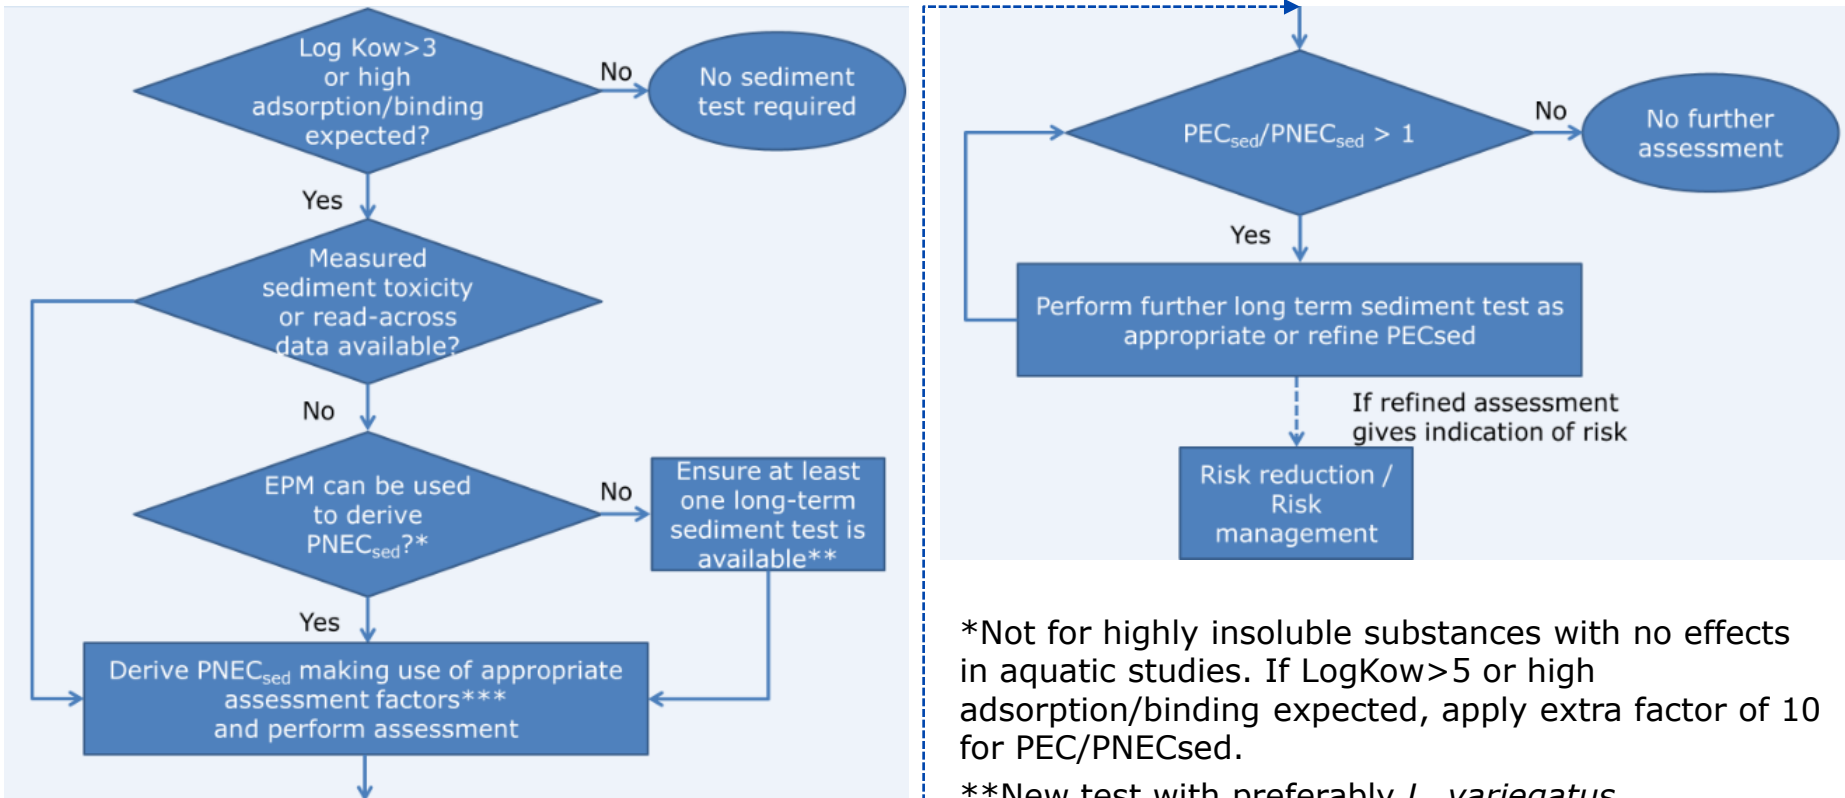 Log Kow>3
or high
adsorption/binding
expected?
No
No sediment
test required
Yes
Measured
sediment toxicity
or read-across
data available?
No
EPM can be used
to derive
PNECsed?*
No
Ensure at least
one long-term
sediment test is
available**
Yes
Derive PNECsed making use of appropriate
assessment factors***
and perform assessment
PECsed/PNECsed > 1
No
No further
assessment
Yes
Perform further long term sediment test as
appropriate or refine PECsed
If refined assessment
gives indication of risk
Risk reduction /
Risk
management
*Not for highly insoluble substances with no effects
in aquatic studies. If LogKow>5 or high
adsorption/binding expected, apply extra factor of 10
for PEC/PNECsed.
**New test with preferably L. variegatus